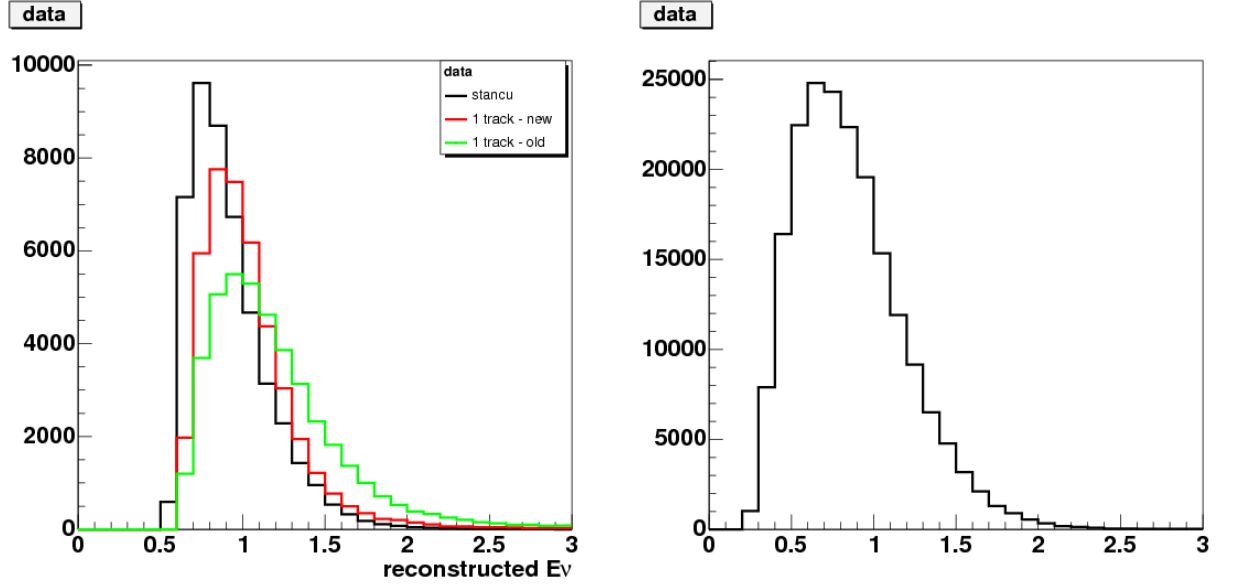 data
10000
8000
6000
4000
2000
0
data
stancu
1 track - new
1 track - old
0 0.5 1 1.5 2 2.5 3
reconstructed Eν
data
25000
20000
15000
10000
5000
0
0 0.5 1 1.5 2 2.5 3